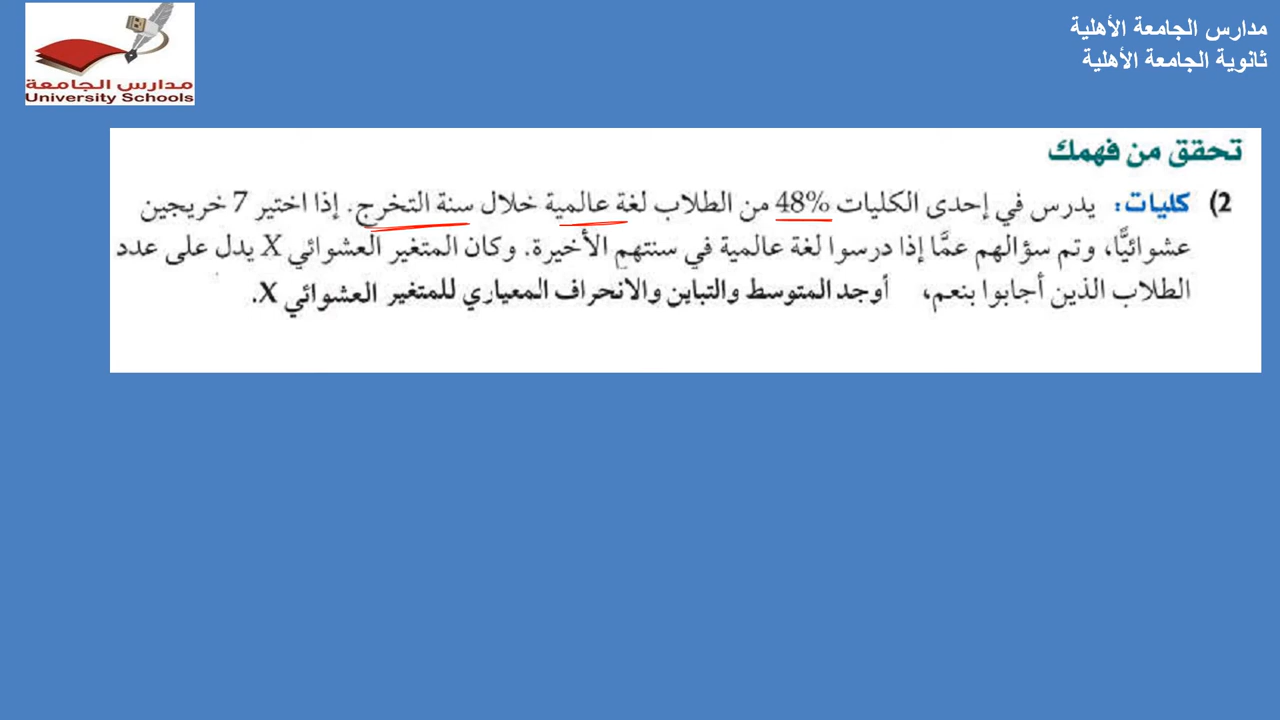 مدارس الجامعة الأهلية
ثانوية الجامعة الأهلية
مدارس الجامعة
University Schools
تحقق من فهمك
2) كليات: يدرس في إحدى الكليات 48% من الطلاب لغة عالمية خلال سنة التخرج. إذا اختير 7 خريجين
عشوائيًّا، وتم سؤالهم عمَّا إذا درسوا لغة عالمية في سنتهم الأخيرة. وكان المتغير العشوائي X يدل على عدد
الطلاب الذين أجابوا بنعم، أوجد المتوسط والتباين والانحراف المعياري للمتغير العشوائي X.